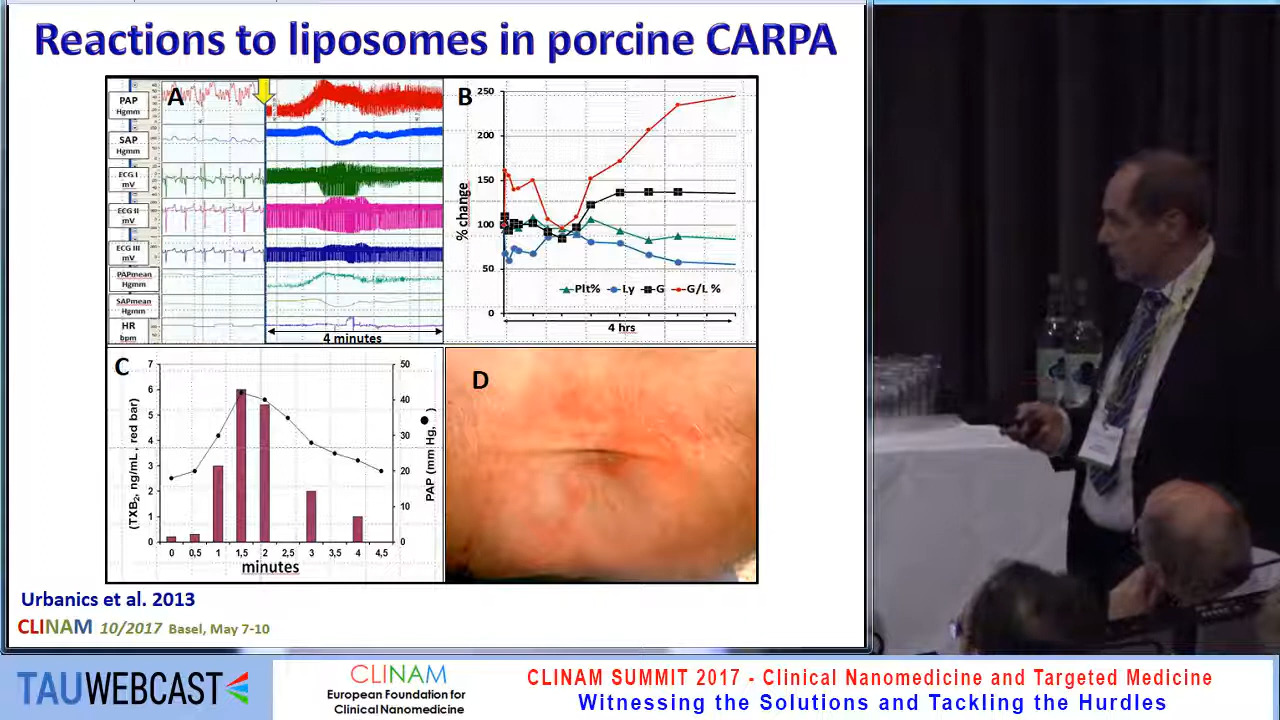 Reactions to liposomes in porcine CARPA
A
PAP
Hgmm
SAP
Hgmm
ECG I
mV
ECG II
mV
ECG III
mV
PAPmean
Hgmm
SAPmean
Hgmm
HR
bpm
4 minutes
B
% change
250
200
150
100
50
0
Plt% Ly G G/L %
4 hrs
C
(TXB2, ng/mL, red bar)
7
6
5
4
3
2
1
0
50
40
30
20
10
0
PAP (mm Hg, )
0 0,5 1 1,5 2 2,5 3 3,5 4 4,5
minutes
D
Urbanics et al. 2013
CLINAM 10/2017 Basel, May 7-10
TAUWEBCAST
CLINAM
European Foundation for
Clinical Nanomedicine
CLINAM SUMMIT 2017 - Clinical Nanomedicine and Targeted Medicine
Witnessing the Solutions and Tackling the Hurdles